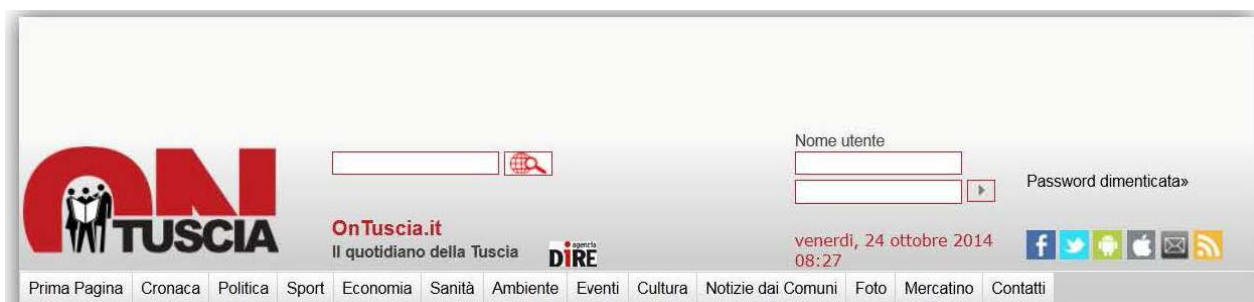 Nome utente
Password dimenticata»
ON
TUSCIA
OnTuscia.it
Il quotidiano della Tuscia
agenzia
DiRE
venerdì, 24 ottobre 2014
08:27
Prima Pagina Cronaca Politica Sport Economia Sanità Ambiente Eventi Cultura Notizie dai Comuni Foto Mercatino Contatti